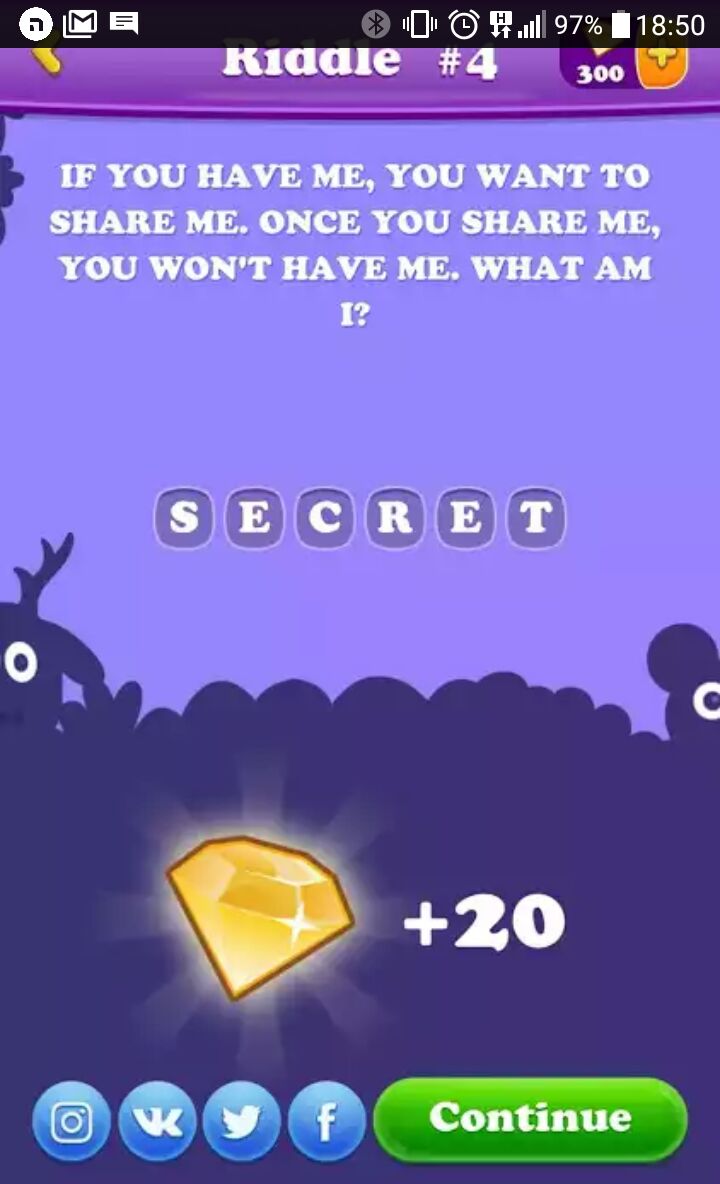 97% 18:50
Riddle #4
300
IF YOU HAVE ME, YOU WANT TO
SHARE ME. ONCE YOU SHARE ME,
YOU WON'T HAVE ME. WHAT AM
I?
SECRET
+20
Continue